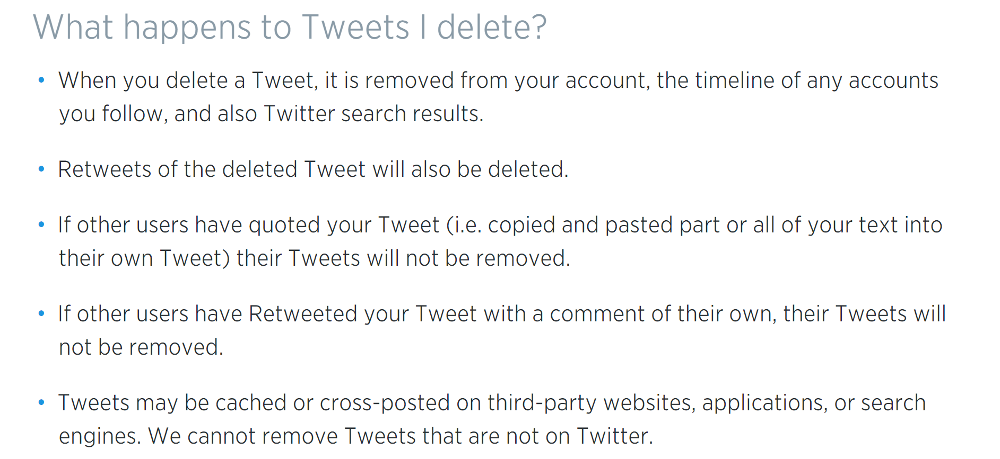 What happens to Tweets I delete?
• When you delete a Tweet, it is removed from your account, the timeline of any accounts
you follow, and also Twitter search results.
• Retweets of the deleted Tweet will also be deleted.
• If other users have quoted your Tweet (i.e. copied and pasted part or all of your text into
their own Tweet) their Tweets will not be removed.
• If other users have Retweeted your Tweet with a comment of their own, their Tweets will
not be removed.
• Tweets may be cached or cross-posted on third-party websites, applications, or search
engines. We cannot remove Tweets that are not on Twitter.